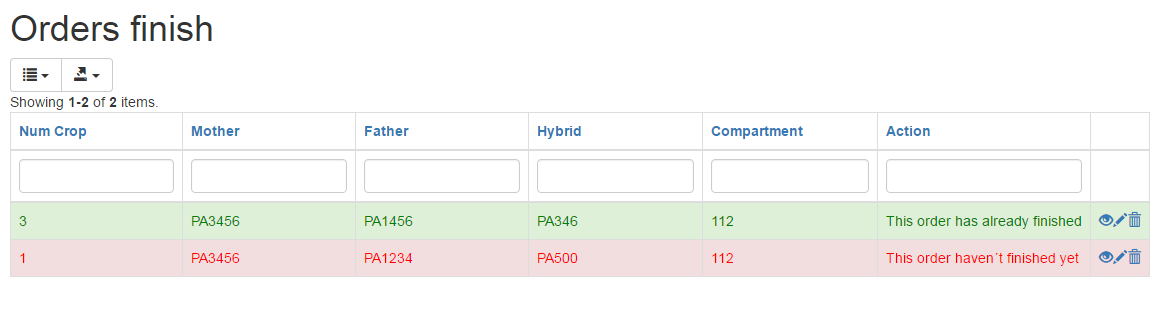 Orders finish
Showing 1-2 of 2 items.
Num Crop Mother Father Hybrid Compartment Action
3 PA3456 PA1456 PA346 112 This order has already finished
1 PA3456 PA1234 PA500 112 This order haven´t finished yet